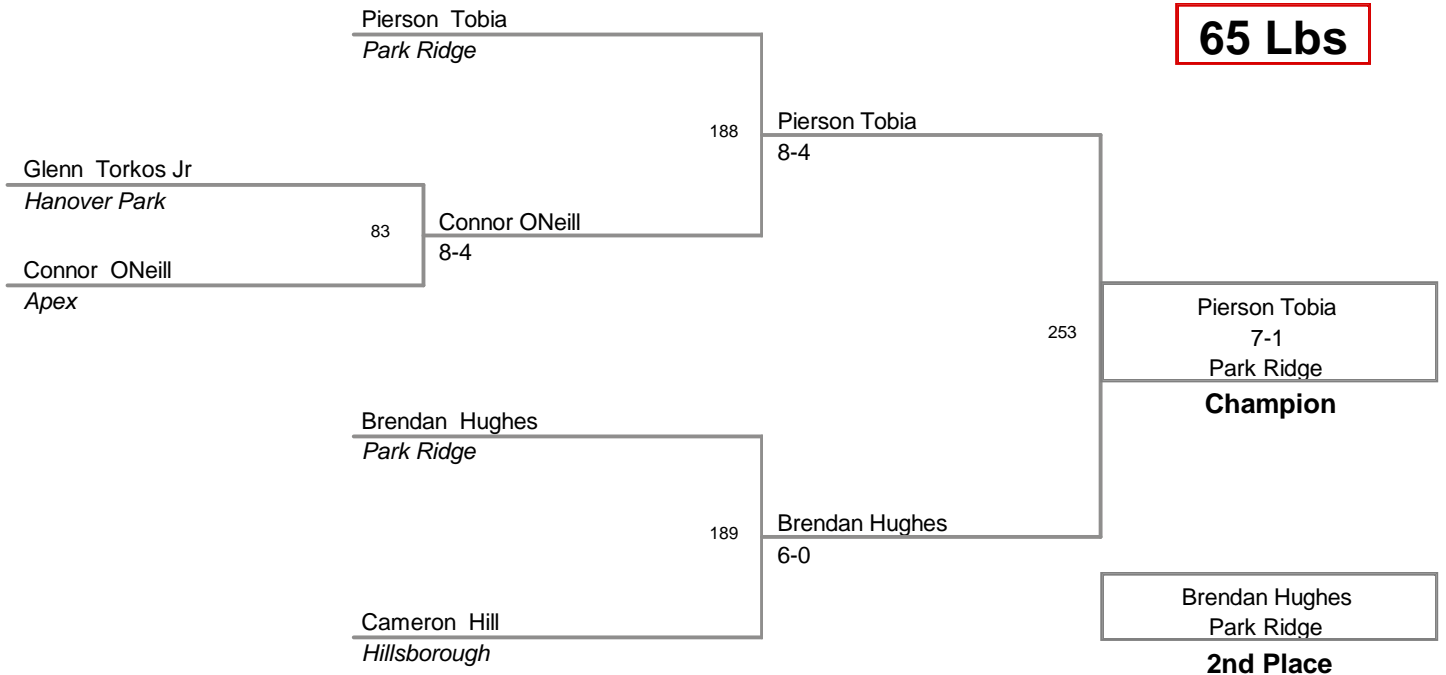 65 Lbs
Pierson Tobia
Park Ridge
188
Pierson Tobia
8-4
Glenn Torkos Jr
Hanover Park
83
Connor ONeill
8-4
Connor ONeill
Apex
253
Pierson Tobia
7-1
Park Ridge
Champion
Brendan Hughes
Park Ridge
189
Brendan Hughes
6-0
Cameron Hill
Hillsborough
Brendan Hughes
Park Ridge
2nd Place